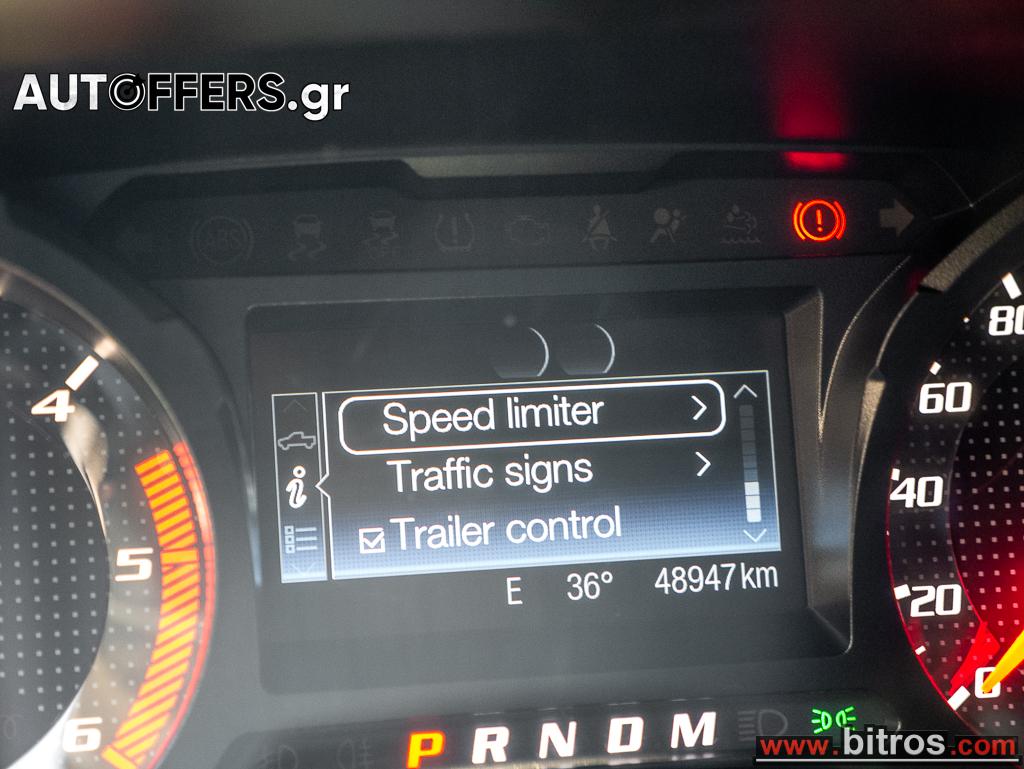 AUTOFFERS.gr
ABS
80
60
40
20
0
4
5
6
Speed limiter
Traffic signs
Trailer control
E 36° 48947 km
P R N D M
www.bitros.com